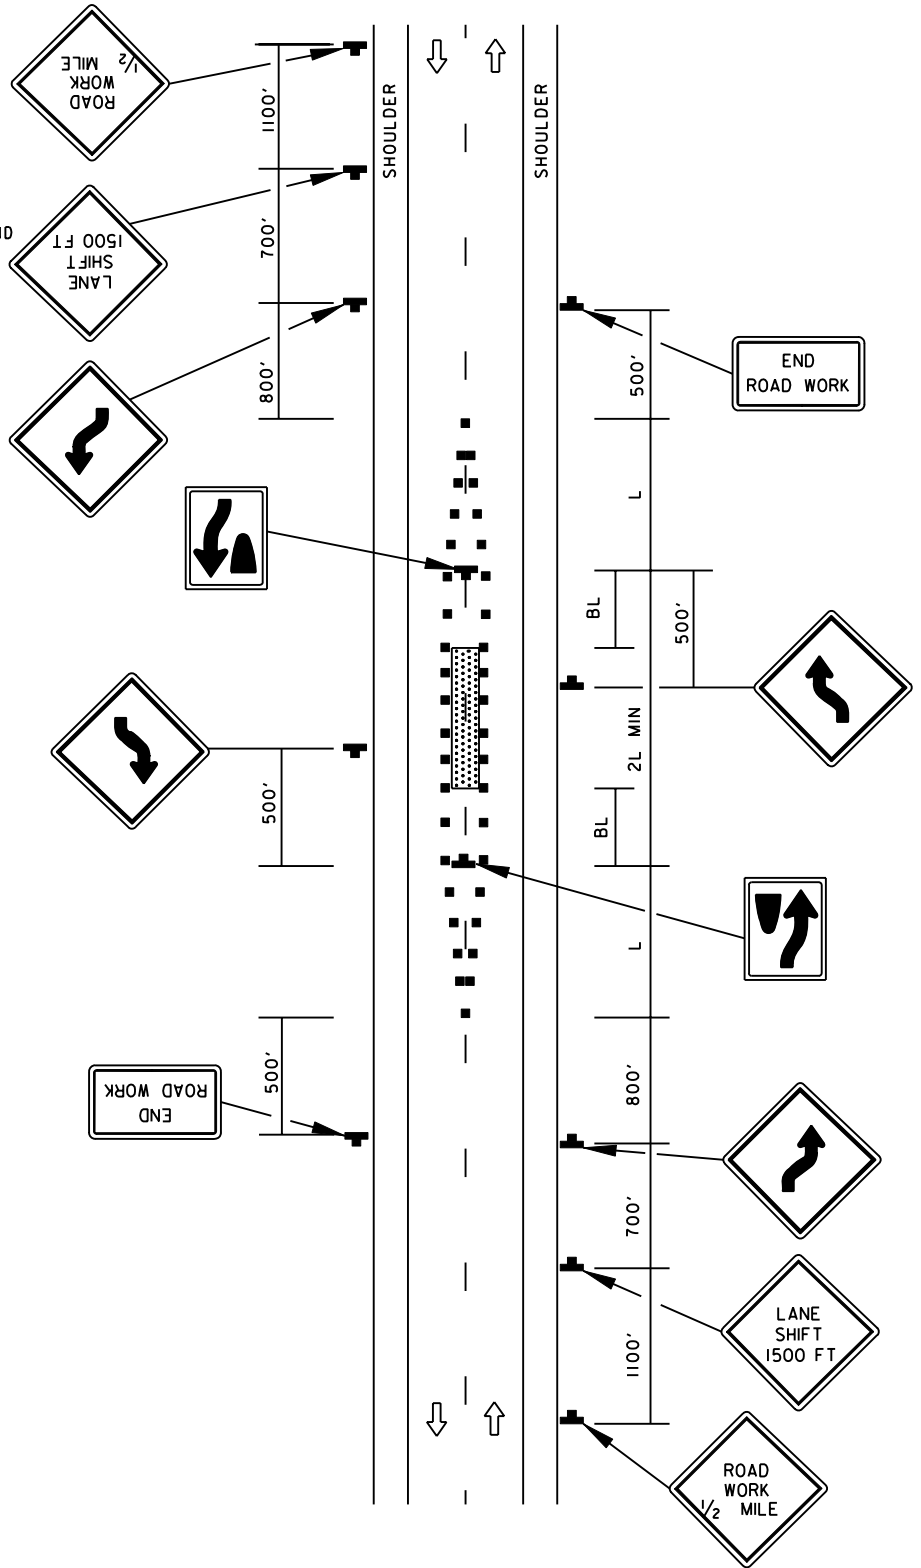 ROAD
WORK
1/2 MILE
1100'
SHOULDER
SHOULDER
LANE
SHIFT
1500 FT
ND
700'
800'
500'
END
ROAD WORK
L
BL
500'
2L MIN
500'
BL
L
500'
END
ROAD WORK
800'
700'
LANE
SHIFT
1500 FT
1100'
ROAD
WORK
1/2 MILE